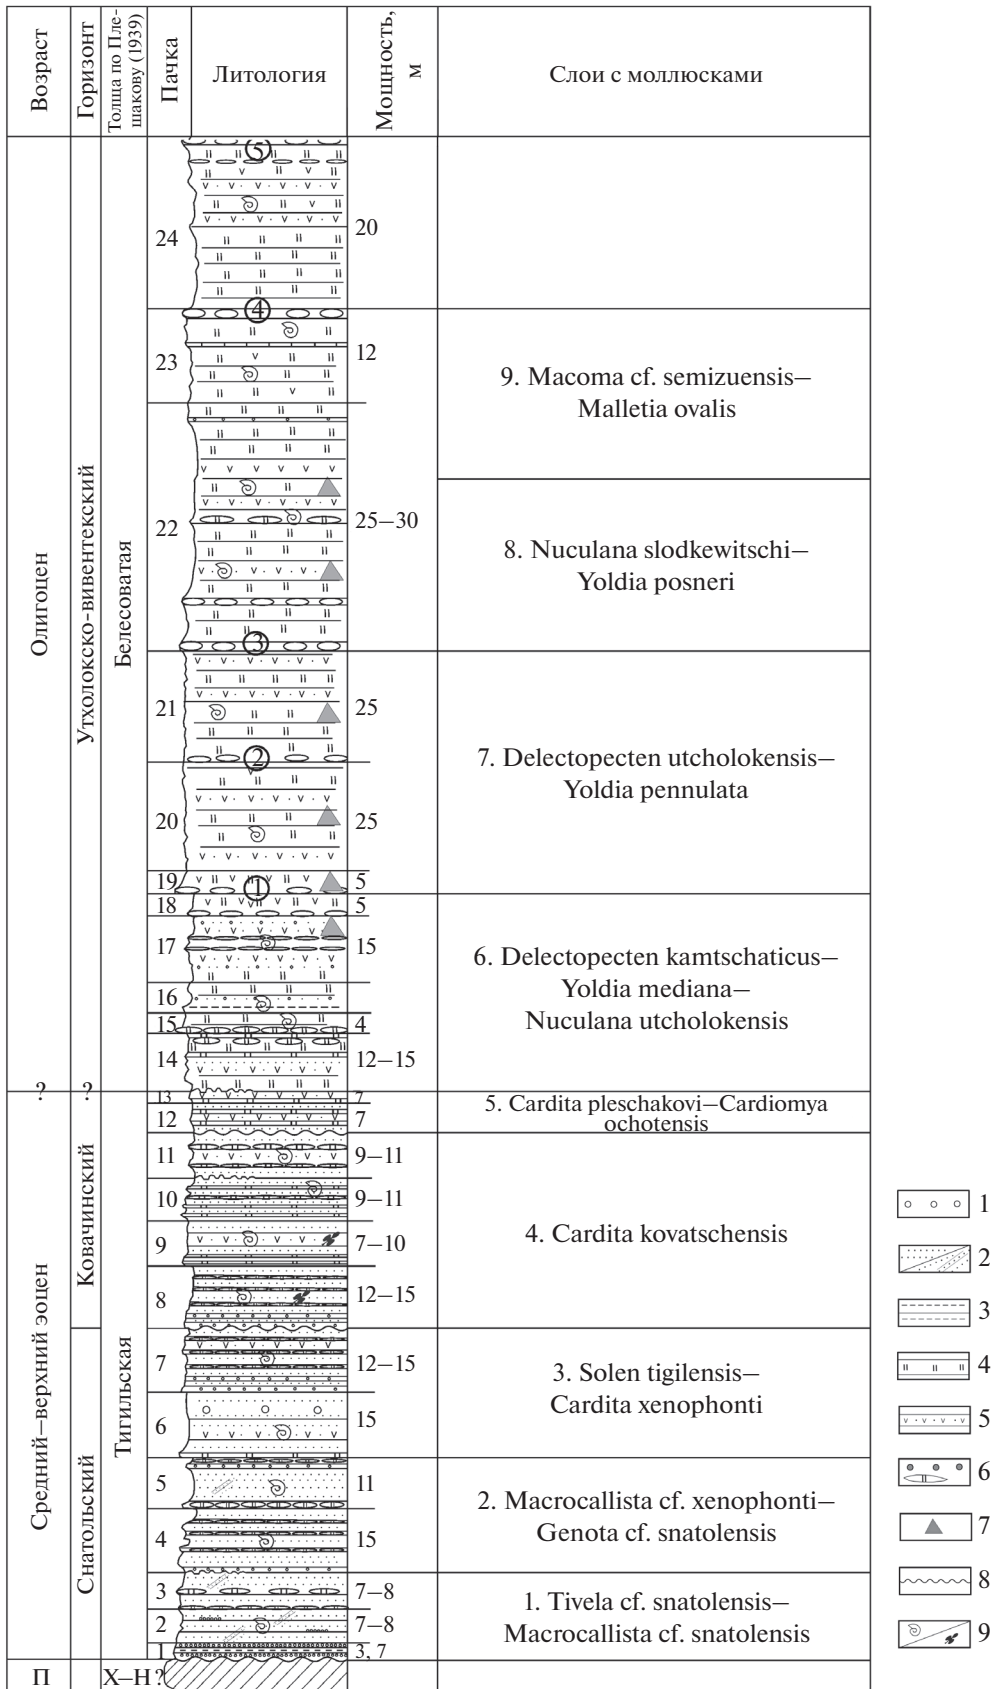 Возраст
Горизонт
Толща по Пле-
шакову (1939)
Пачка
Литология
Мощность,
м
Слои с моллюсками
Олигоцен
?
Средний–верхний эоцен
П
Утхолокско-вивентекский
?
Ковачинский
Снатольский
Белесоватая
Тигильская
Х–Н?
24
23
22
21
20
19
18
17
16
15
14
13
12
11
10
9
8
7
6
5
4
3
2
1
5
4
3
2
1
20
12
25–30
25
25
5
5
15
4
12–15
7
7
9–11
9–11
7–10
12–15
12–15
15
11
15
7–8
7–8
3, 7
9. Macoma cf. semizuensis–
Malletia ovalis
8. Nuculana slodkewitschi–
Yoldia posneri
7. Delectopecten utcholokensis–
Yoldia pennulata
6. Delectopecten kamtschaticus–
Yoldia mediana–
Nuculana utcholokensis
5. Cardita pleschakovi–Cardiomya
ochotensis
4. Cardita kovatschensis
3. Solen tigilensis–
Cardita xenophonti
2. Macrocallista cf. xenophonti–
Genota cf. snatolensis
1. Tivela cf. snatolensis–
Macrocallista cf. snatolensis
1
2
3
4
5
6
7
8
9